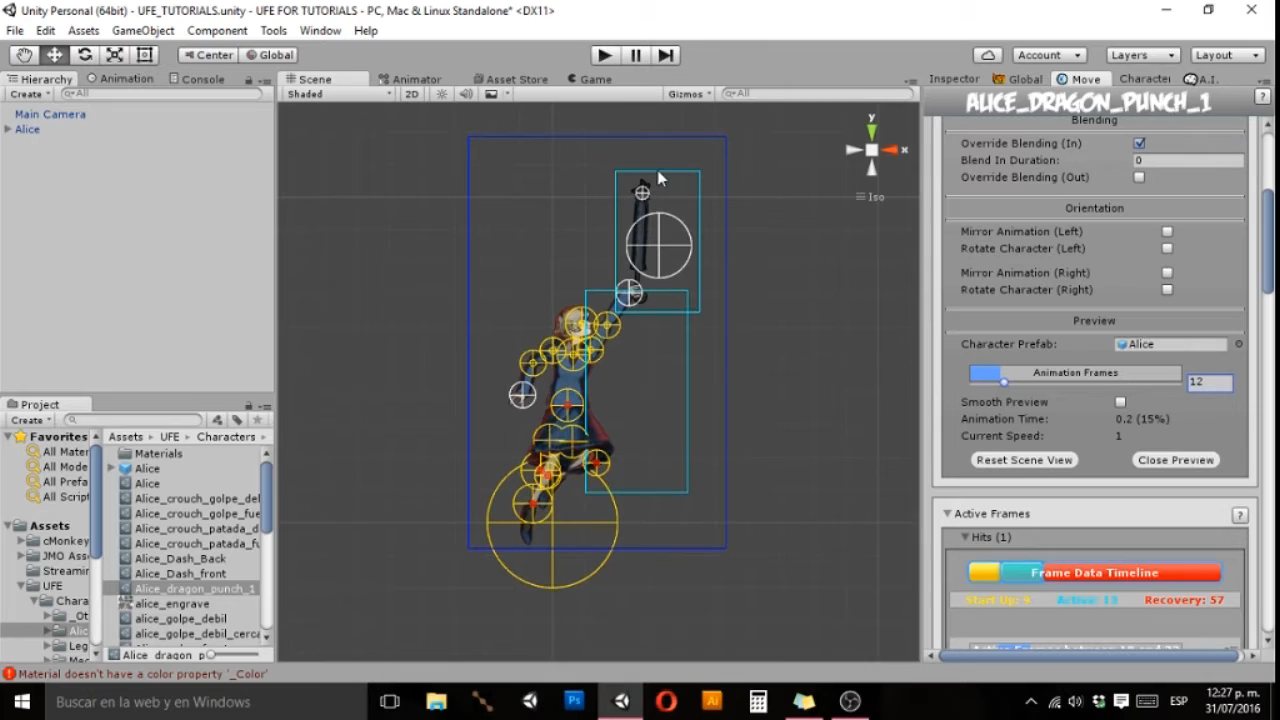 Unity Personal (64bit) - UFE_TUTORIALS.unity - UFE FOR TUTORIALS - PC, Mac & Linux Standalone* <DX11>
File Edit Assets GameObject Component Tools Window Help
Center Global Account Layers Layout
Hierarchy Animation Console
Create All
Main Camera
Alice
Scene Animator Asset Store Game
Shaded 2D Gizmos All
y
x
Iso
Inspector Global Move Character A.I.
ALICE_DRAGON_PUNCH_1
Blending
Override Blending (In)
Blend In Duration: 0
Override Blending (Out)
Orientation
Mirror Animation (Left)
Rotate Character (Left)
Mirror Animation (Right)
Rotate Character (Right)
Preview
Character Prefab: Alice
Animation Frames 12
Smooth Preview
Animation Time: 0.2 (15%)
Current Speed: 1
Reset Scene View Close Preview
Active Frames
Hits (1)
Frame Data Timeline
Recovery: 57
Project
Create
Favorites
All Mater
All Mode
All Prefa
All Script
Assets
cMonkey
JMO Ass
Streamin
UFE
Chara
_Ot
Alic
Leg
Assets UFE Characters
Materials
Alice
Alice
Alice_crouch_golpe_del
Alice_crouch_golpe_fue
Alice_crouch_patada_d
Alice_crouch_patada_fu
Alice_Dash_Back
Alice_Dash_front
Alice_dragon_punch_1
alice_engrave
alice_golpe_debil
alice_golpe_debil_cerca
Alice_dragon_p
Material doesn't have a color property '_Color'
Buscar en la web y en Windows
Ps
Ai
ESP
12:27 p. m.
31/07/2016